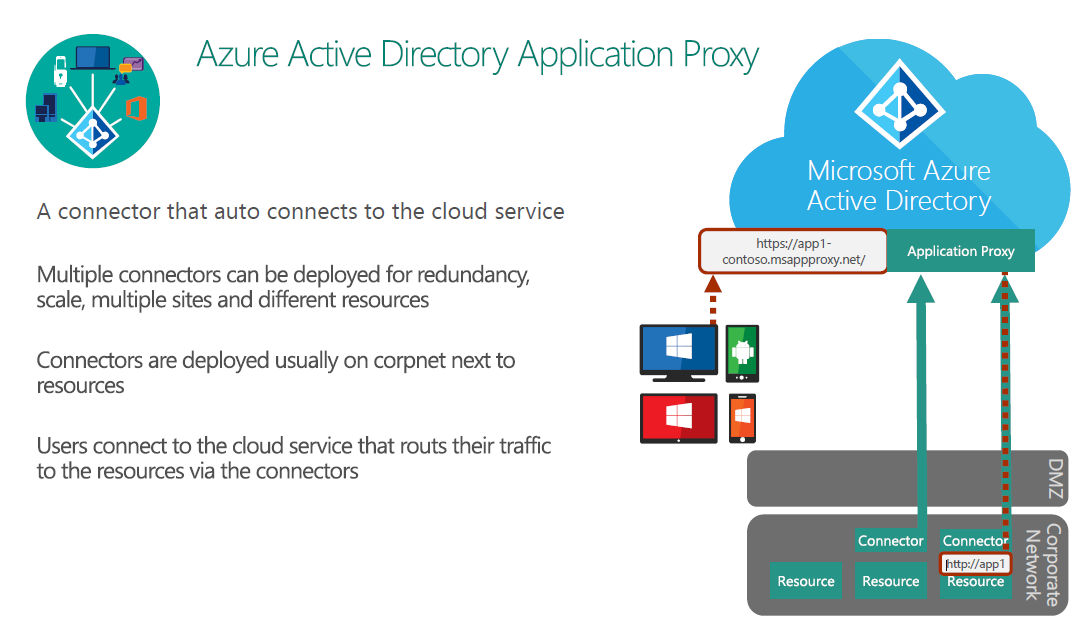 Azure Active Directory Application Proxy
A connector that auto connects to the cloud service
Multiple connectors can be deployed for redundancy,
scale, multiple sites and different resources
Connectors are deployed usually on corpnet next to
resources
Users connect to the cloud service that routs their traffic
to the resources via the connectors
Microsoft Azure
Active Directory
https://app1-
contoso.msappproxy.net/
Application Proxy
DMZ
Corporate
Network
Connector
Connector
http://app1
Resource
Resource
Resource